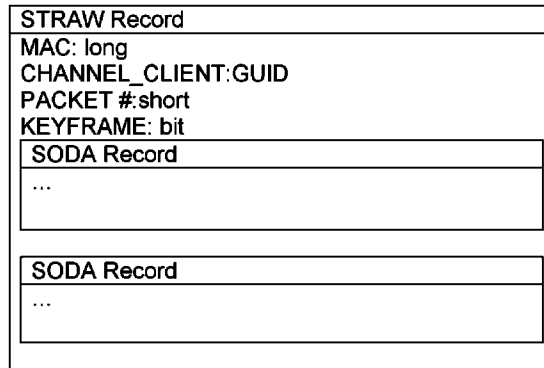 STRAW Record
MAC: long
CHANNEL_CLIENT:GUID
PACKET #:short
KEYFRAME: bit
SODA Record
...
SODA Record
...